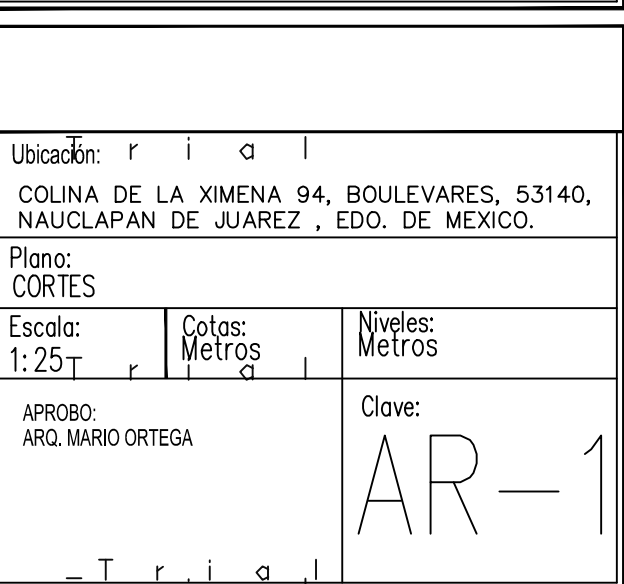 Ubicación:
T r i a l
COLINA DE LA XIMENA 94, BOULEVARES, 53140,
NAUCLAPAN DE JUAREZ , EDO. DE MEXICO.
Plano:
CORTES
Escala:
1:25
Cotas:
Metros
Niveles:
Metros
T r i a l
APROBO:
ARQ. MARIO ORTEGA
Clave:
AR-1
T r i a l